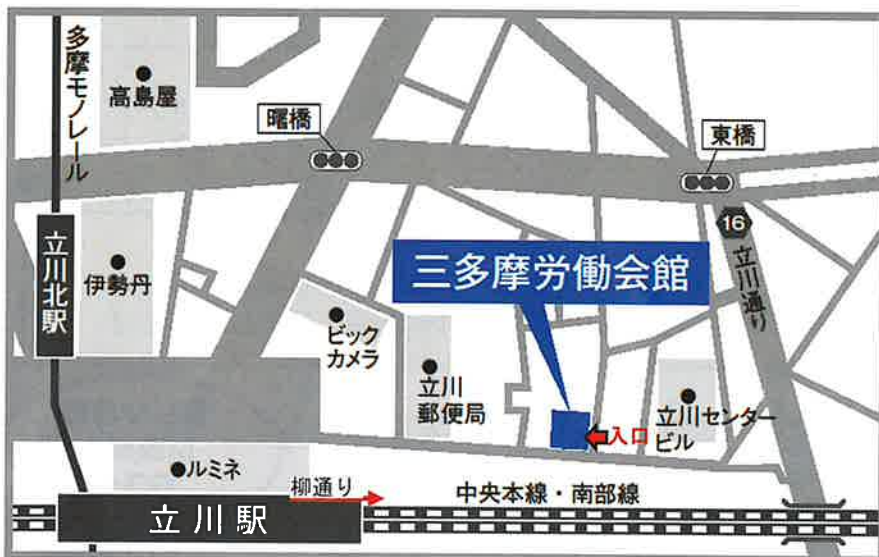 多摩モノレール
高島屋
曙橋
東橋
16
立川通り
立川北駅
伊勢丹
三多摩労働会館
ビック
カメラ
立川
郵便局
立川センター
ビル
入口
ルミネ
柳通り
中央本線・南部線
立川駅